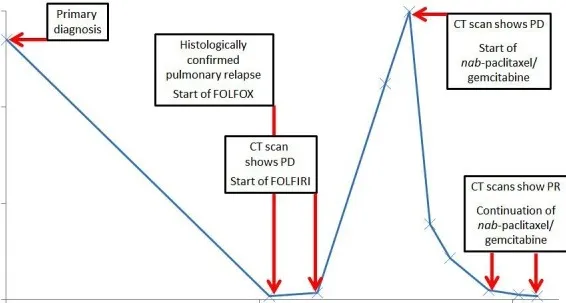 Primary
diagnosis
Histologically
confirmed
pulmonary relapse
Start of FOLFOX
CT scan
shows PD
Start of FOLFIRI
CT scan shows PD
Start of
nab-paclitaxel/
gemcitabine
CT scans show PR
Continuation of
nab-paclitaxel/
gemcitabine